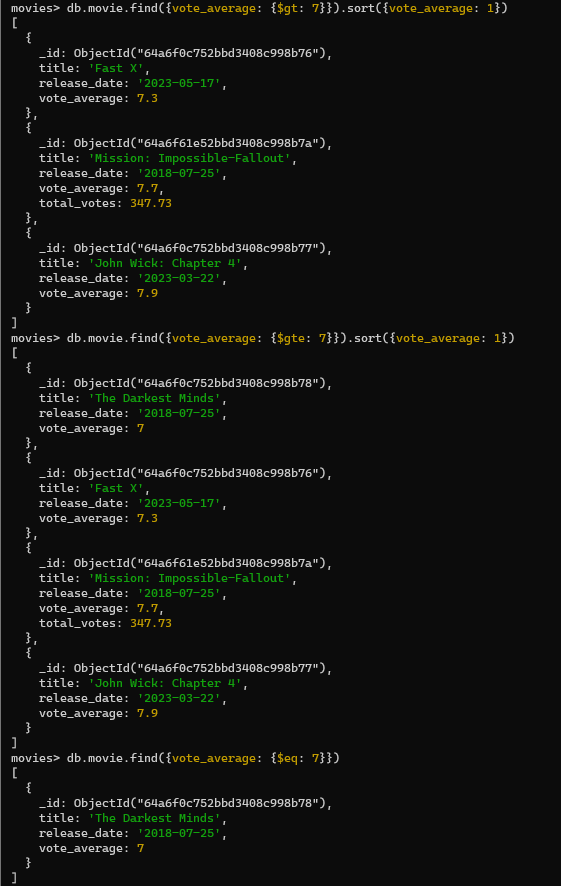 movies> db.movie.find({vote_average: {$gt: 7}}).sort({vote_average: 1})
[
  {
    _id: ObjectId("64a6f0c752bbd3408c998b76"),
    title: 'Fast X',
    release_date: '2023-05-17',
    vote_average: 7.3
  },
  {
    _id: ObjectId("64a6f61e52bbd3408c998b7a"),
    title: 'Mission: Impossible-Fallout',
    release_date: '2018-07-25',
    vote_average: 7.7,
    total_votes: 347.73
  },
  {
    _id: ObjectId("64a6f0c752bbd3408c998b77"),
    title: 'John Wick: Chapter 4',
    release_date: '2023-03-22',
    vote_average: 7.9
  }
]
movies> db.movie.find({vote_average: {$gte: 7}}).sort({vote_average: 1})
[
  {
    _id: ObjectId("64a6f0c752bbd3408c998b78"),
    title: 'The Darkest Minds',
    release_date: '2018-07-25',
    vote_average: 7
  },
  {
    _id: ObjectId("64a6f0c752bbd3408c998b76"),
    title: 'Fast X',
    release_date: '2023-05-17',
    vote_average: 7.3
  },
  {
    _id: ObjectId("64a6f61e52bbd3408c998b7a"),
    title: 'Mission: Impossible-Fallout',
    release_date: '2018-07-25',
    vote_average: 7.7,
    total_votes: 347.73
  },
  {
    _id: ObjectId("64a6f0c752bbd3408c998b77"),
    title: 'John Wick: Chapter 4',
    release_date: '2023-03-22',
    vote_average: 7.9
  }
]
movies> db.movie.find({vote_average: {$eq: 7}})
[
  {
    _id: ObjectId("64a6f0c752bbd3408c998b78"),
    title: 'The Darkest Minds',
    release_date: '2018-07-25',
    vote_average: 7
  }
]